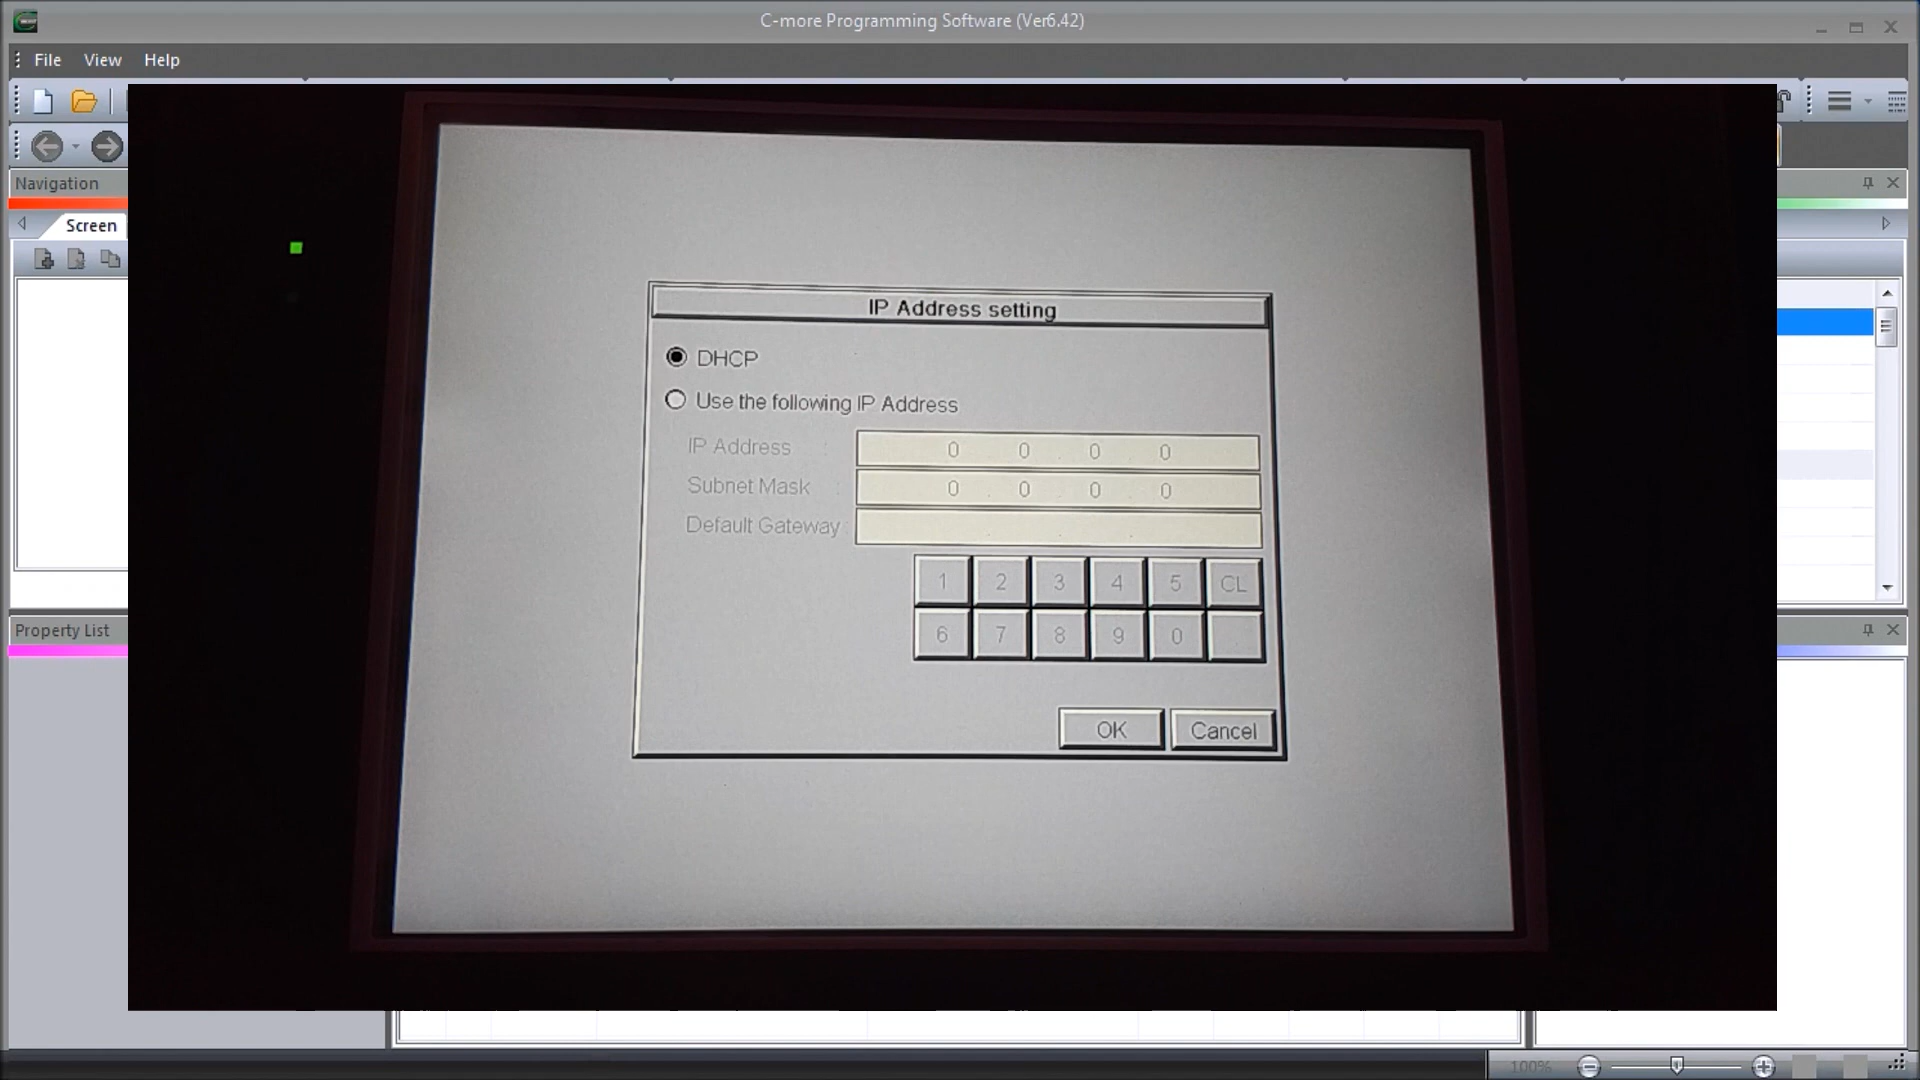 C-more Programming Software (Ver6.42)
File View Help
Navigation
Screen
IP Address setting
DHCP
Use the following IP Address
IP Address : 0 . 0 . 0 . 0
Subnet Mask : 0 . 0 . 0 . 0
Default Gateway : . . .
1 2 3 4 5 CL
6 7 8 9 0 .
OK Cancel
Property List
100%